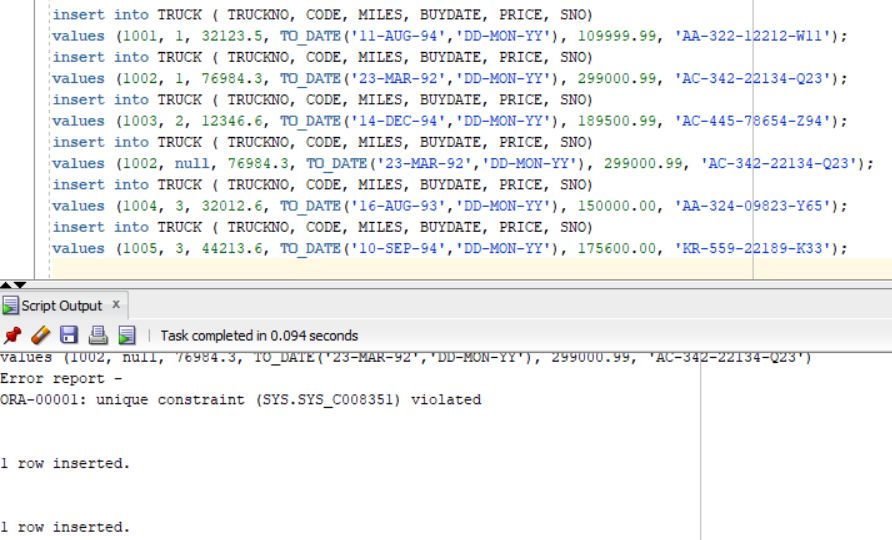 insert into TRUCK ( TRUCKNO, CODE, MILES, BUYDATE, PRICE, SNO)
values (1001, 1, 32123.5, TO_DATE('11-AUG-94','DD-MON-YY'), 109999.99, 'AA-322-12212-W11');
insert into TRUCK ( TRUCKNO, CODE, MILES, BUYDATE, PRICE, SNO)
values (1002, 1, 76984.3, TO_DATE('23-MAR-92','DD-MON-YY'), 299000.99, 'AC-342-22134-Q23');
insert into TRUCK ( TRUCKNO, CODE, MILES, BUYDATE, PRICE, SNO)
values (1003, 2, 12346.6, TO_DATE('14-DEC-94','DD-MON-YY'), 189500.99, 'AC-445-78654-Z94');
insert into TRUCK ( TRUCKNO, CODE, MILES, BUYDATE, PRICE, SNO)
values (1002, null, 76984.3, TO_DATE('23-MAR-92','DD-MON-YY'), 299000.99, 'AC-342-22134-Q23');
insert into TRUCK ( TRUCKNO, CODE, MILES, BUYDATE, PRICE, SNO)
values (1004, 3, 32012.6, TO_DATE('16-AUG-93','DD-MON-YY'), 150000.00, 'AA-324-09823-Y65');
insert into TRUCK ( TRUCKNO, CODE, MILES, BUYDATE, PRICE, SNO)
values (1005, 3, 44213.6, TO_DATE('10-SEP-94','DD-MON-YY'), 175600.00, 'KR-559-22189-K33');
Script Output x
Task completed in 0.094 seconds
values (1002, null, 76984.3, TO_DATE('23-MAR-92','DD-MON-YY'), 299000.99, 'AC-342-22134-Q23')
Error report -
ORA-00001: unique constraint (SYS.SYS_C008351) violated
1 row inserted.
1 row inserted.